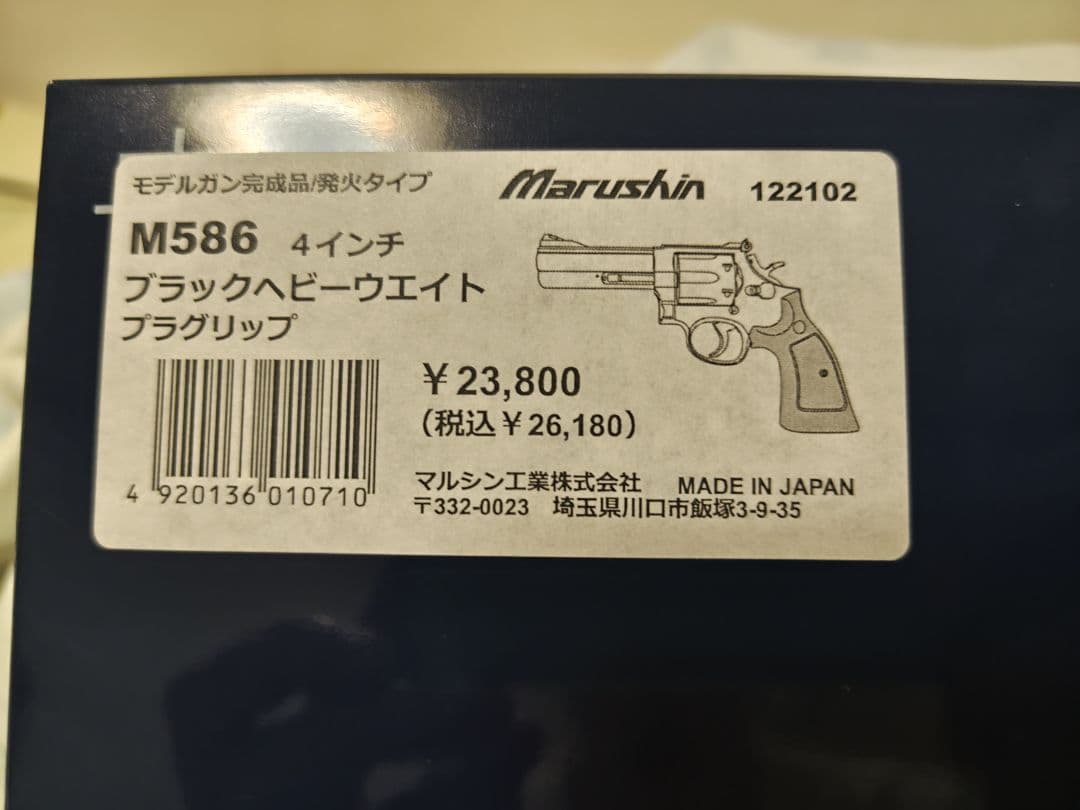 モデルガン完成品/発火タイプ
Marushin 122102
M586 4インチ
ブラックヘビーウエイト
プラグリップ
￥23,800
(税込￥26,180)
4 920136 010710
マルシン工業株式会社 MADE IN JAPAN
〒332-0023 埼玉県川口市飯塚3-9-35